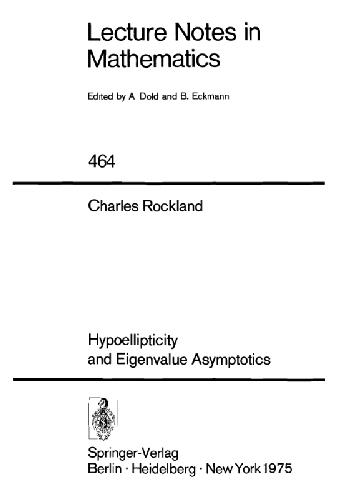 Lecture Notes in
Mathematics
Edited by A. Dold and B. Eckmann
464
Charles Rockland
Hypoellipticity
and Eigenvalue Asymptotics
Springer-Verlag
Berlin · Heidelberg · New York 1975